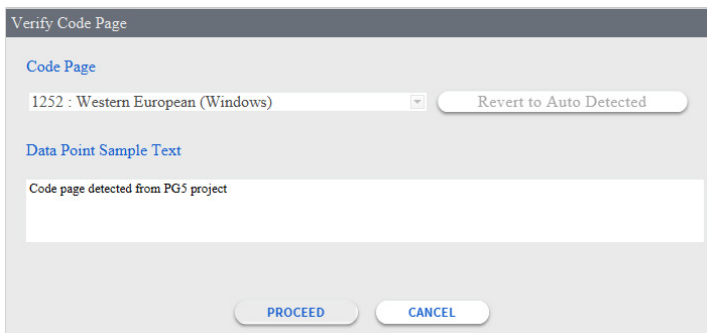 Verify Code Page
Code Page
1252 : Western European (Windows)
Revert to Auto Detected
Data Point Sample Text
Code page detected from PG5 project
PROCEED
CANCEL